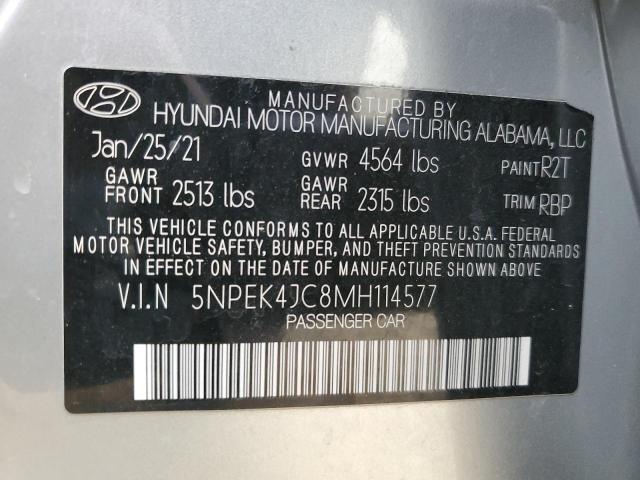 MANUFACTURED BY
HYUNDAI MOTOR MANUFACTURING ALABAMA, LLC
Jan/25/21 GVWR 4564 lbs PAINT R2T
GAWR FRONT 2513 lbs GAWR REAR 2315 lbs TRIM RBP
THIS VEHICLE CONFORMS TO ALL APPLICABLE U.S.A. FEDERAL
MOTOR VEHICLE SAFETY, BUMPER, AND THEFT PREVENTION STANDARDS
IN EFFECT ON THE DATE OF MANUFACTURE SHOWN ABOVE
V.I.N 5NPEK4JC8MH114577
PASSENGER CAR